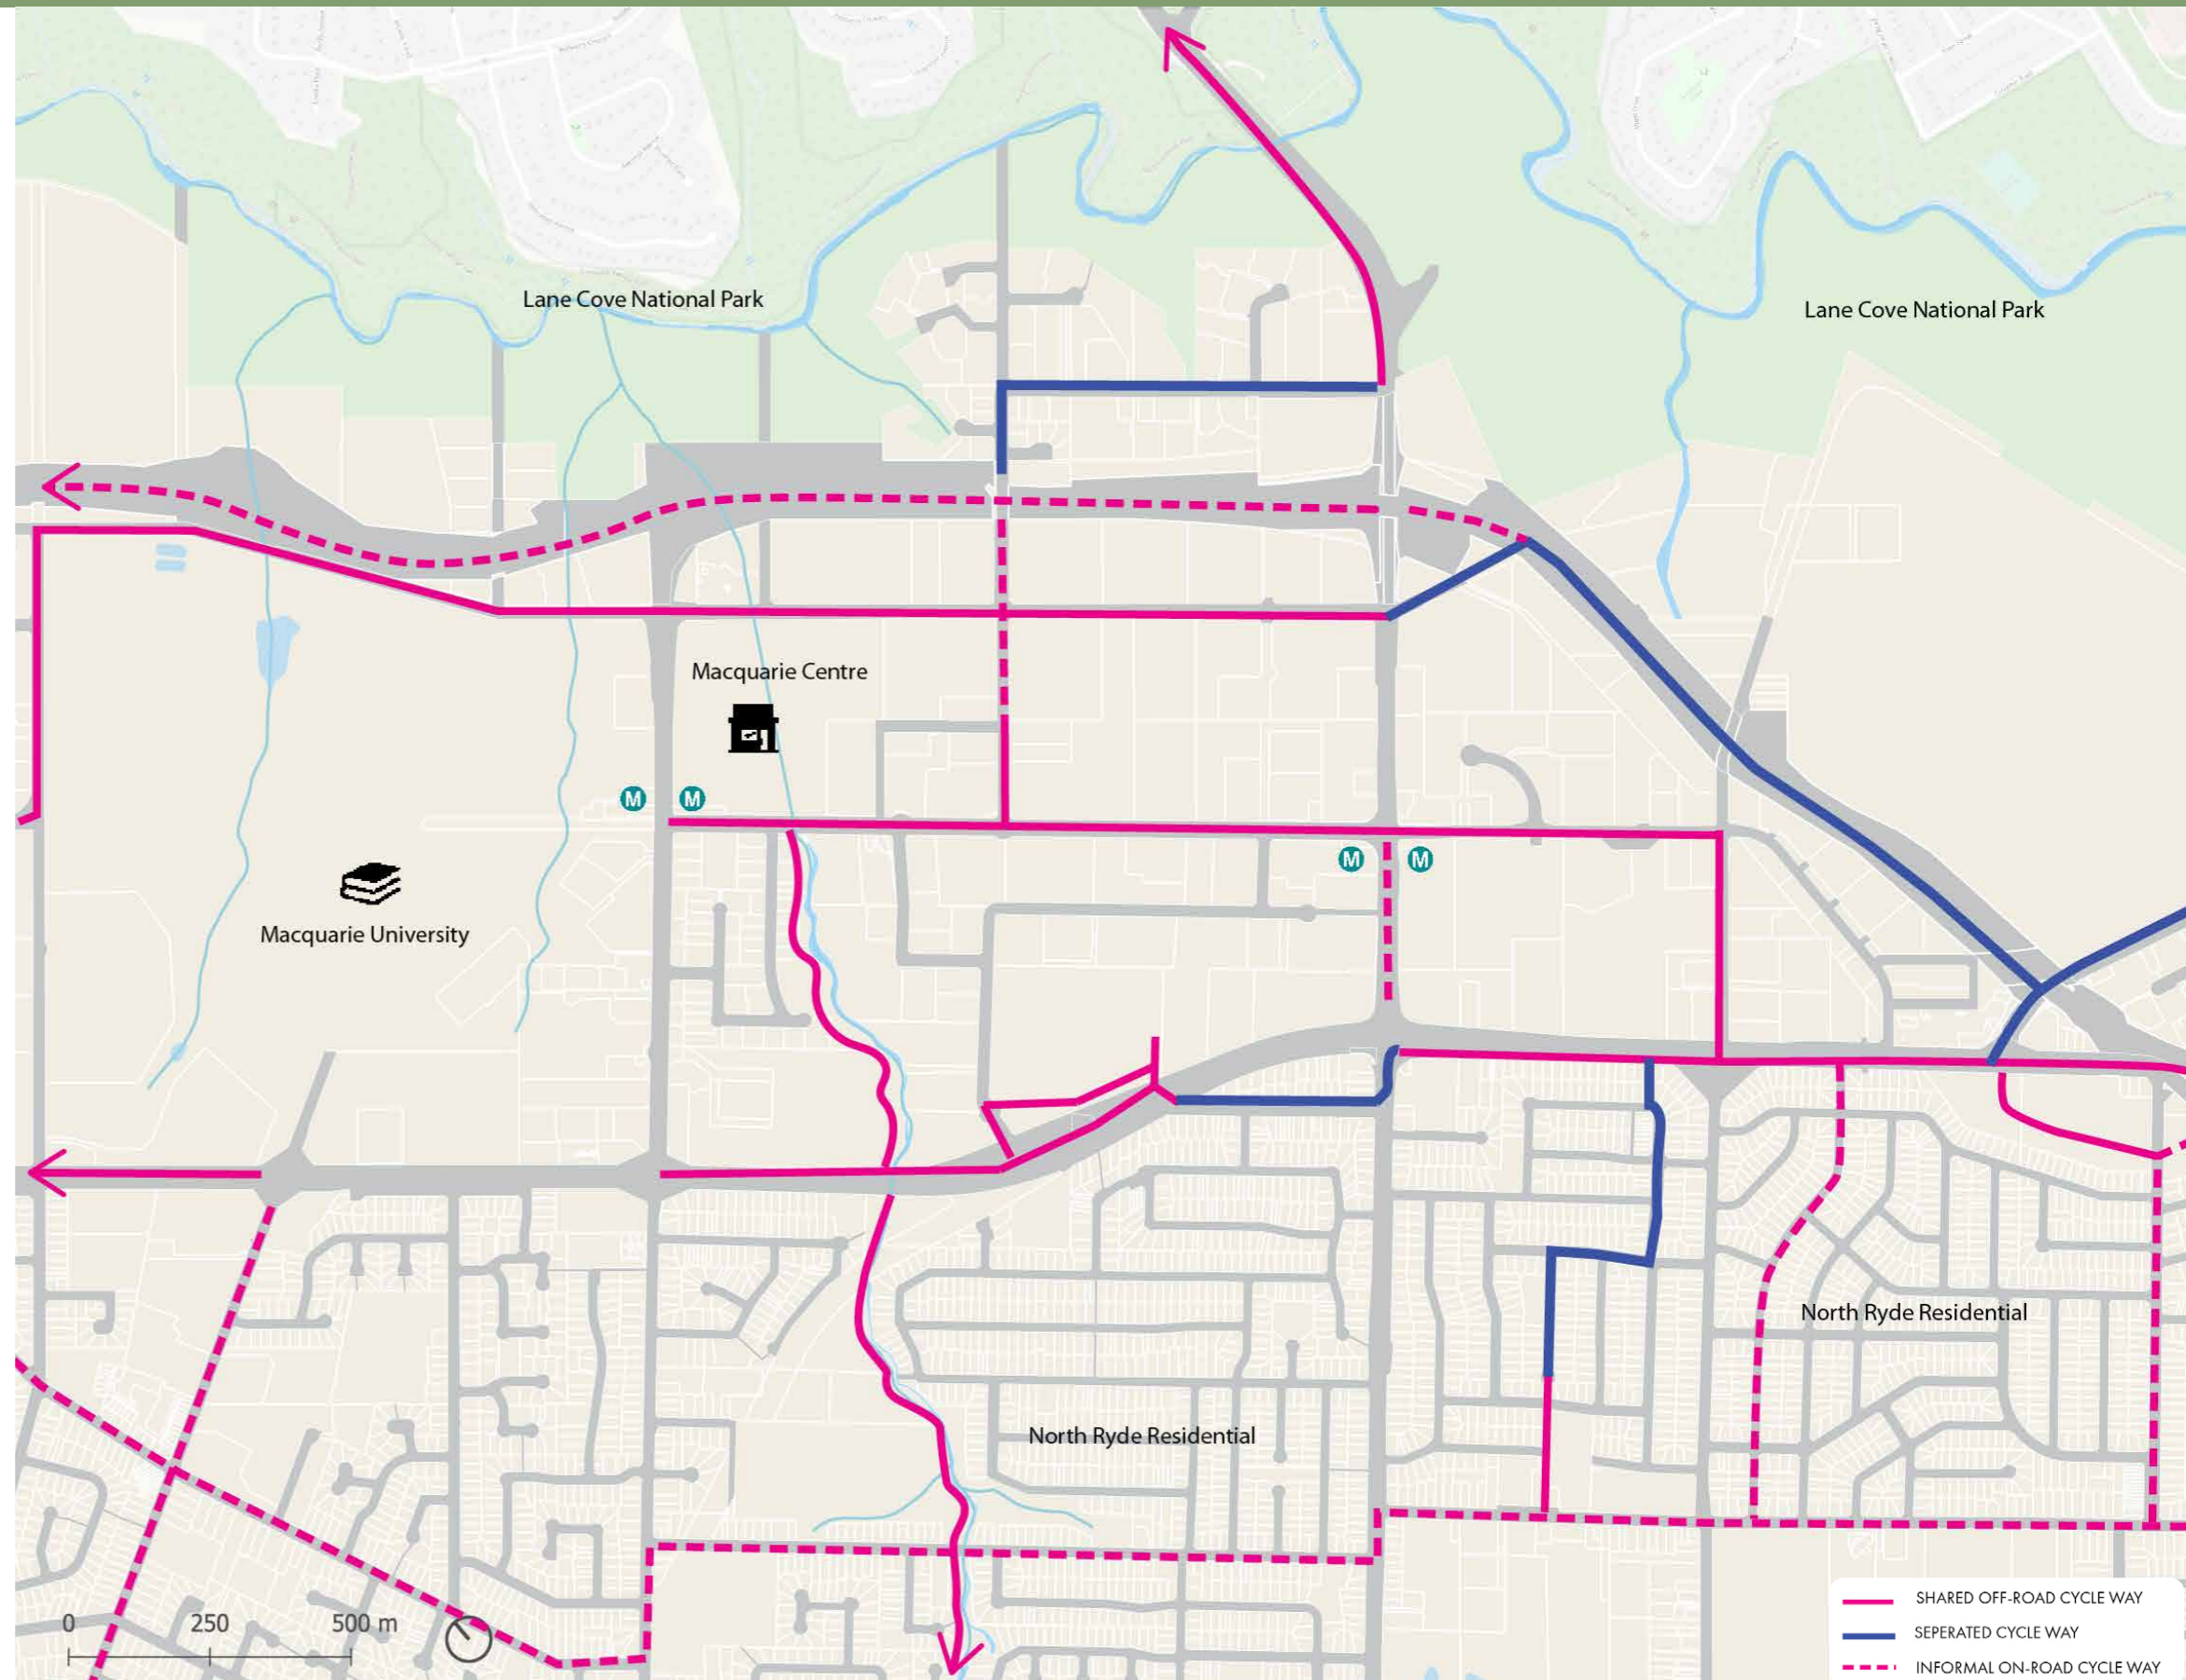 Lane Cove National Park
Lane Cove National Park
Macquarie Centre
M
M
M
M
Macquarie University
North Ryde Residential
North Ryde Residential
0 250 500 m
SHARED OFF-ROAD CYCLE WAY
SEPERATED CYCLE WAY
INFORMAL ON-ROAD CYCLE WAY